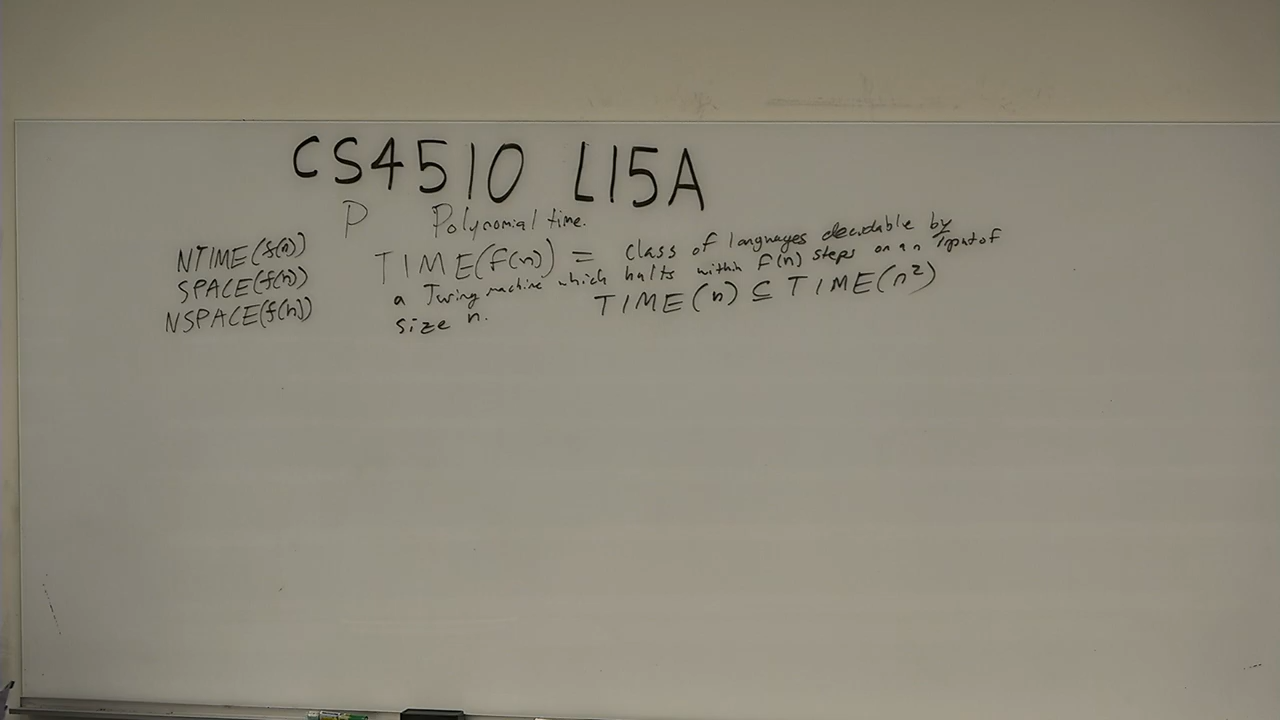 CS4510 L15A
P Polynomial time.
NTIME(f(n))
SPACE(f(n))
NSPACE(f(n))
TIME(f(n)) = class of languages decidable by
a Turing machine which halts within f(n) steps on an input of
size n.
TIME(n) ⊆ TIME(n²)